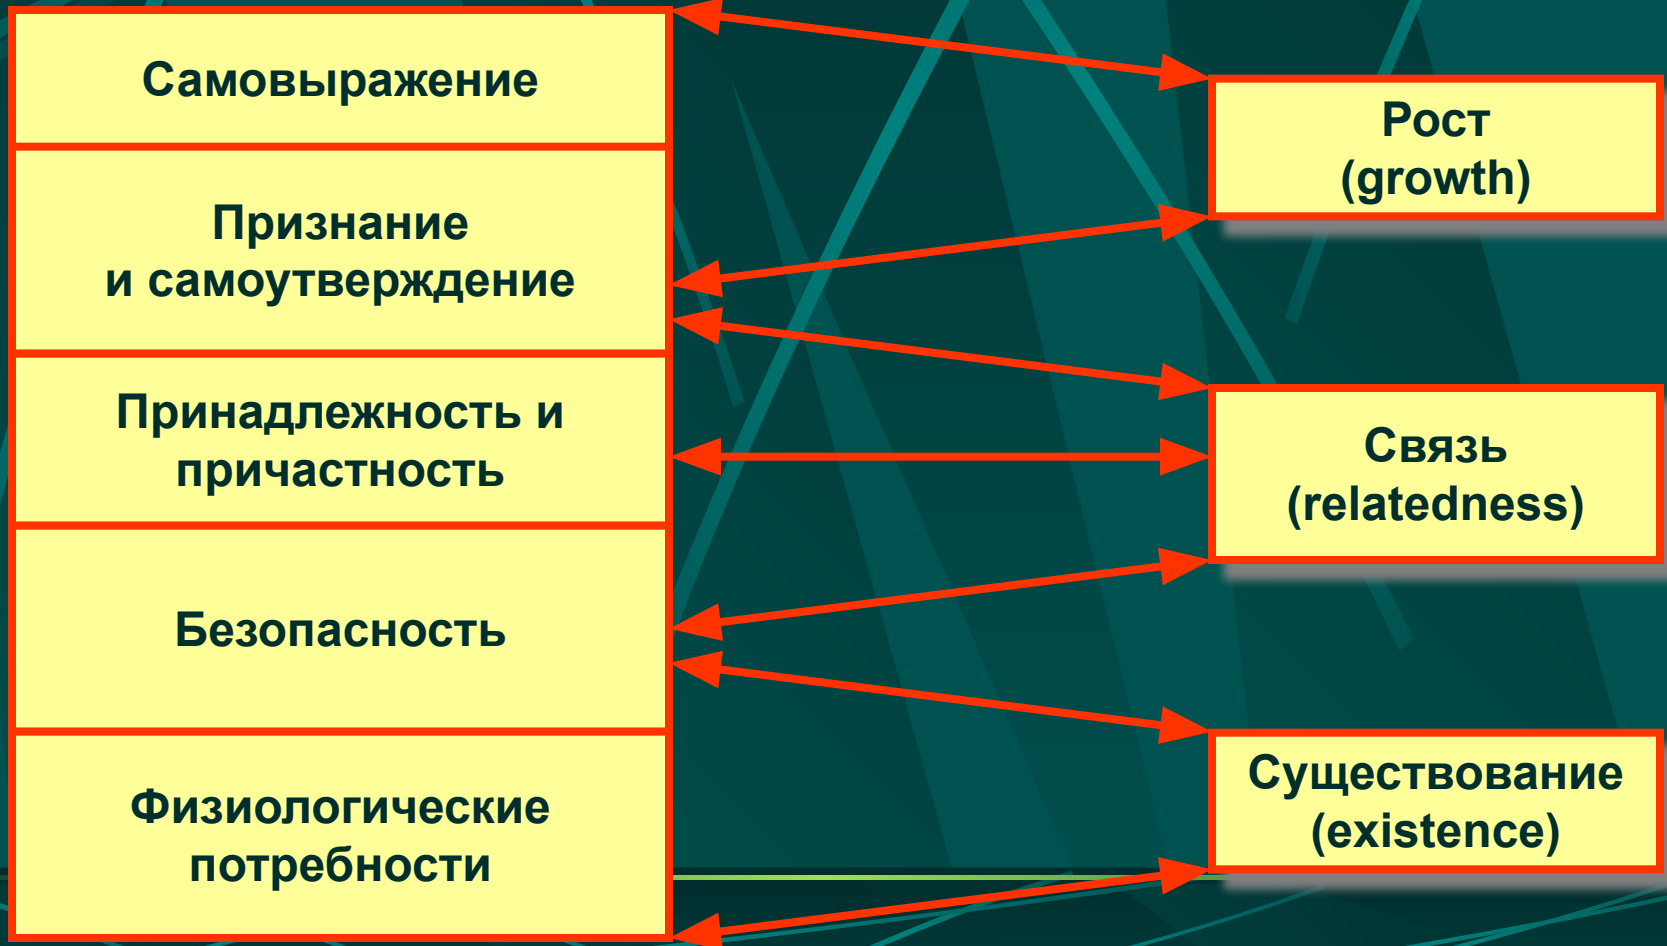 Самовыражение
Признание
и самоутверждение
Принадлежность и
причастность
Безопасность
Физиологические
потребности
Рост
(growth)
Связь
(relatedness)
Существование
(existence)